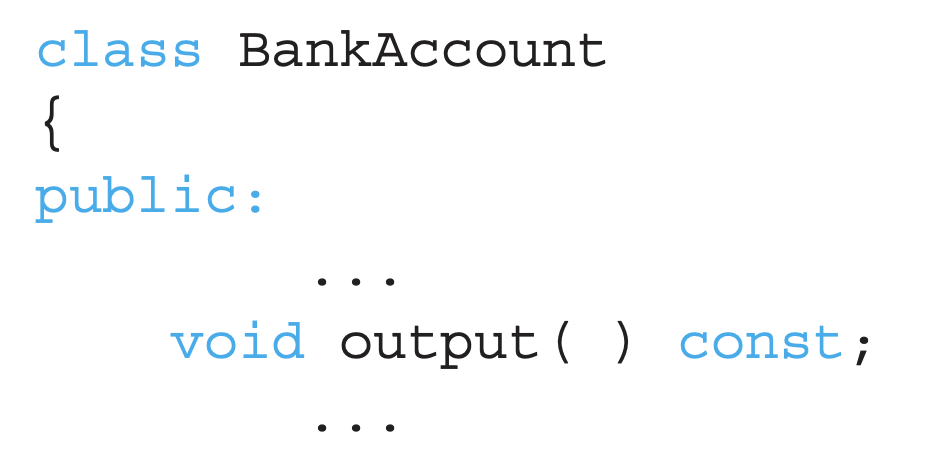 class BankAccount
{
public:
...
void output( ) const;
...